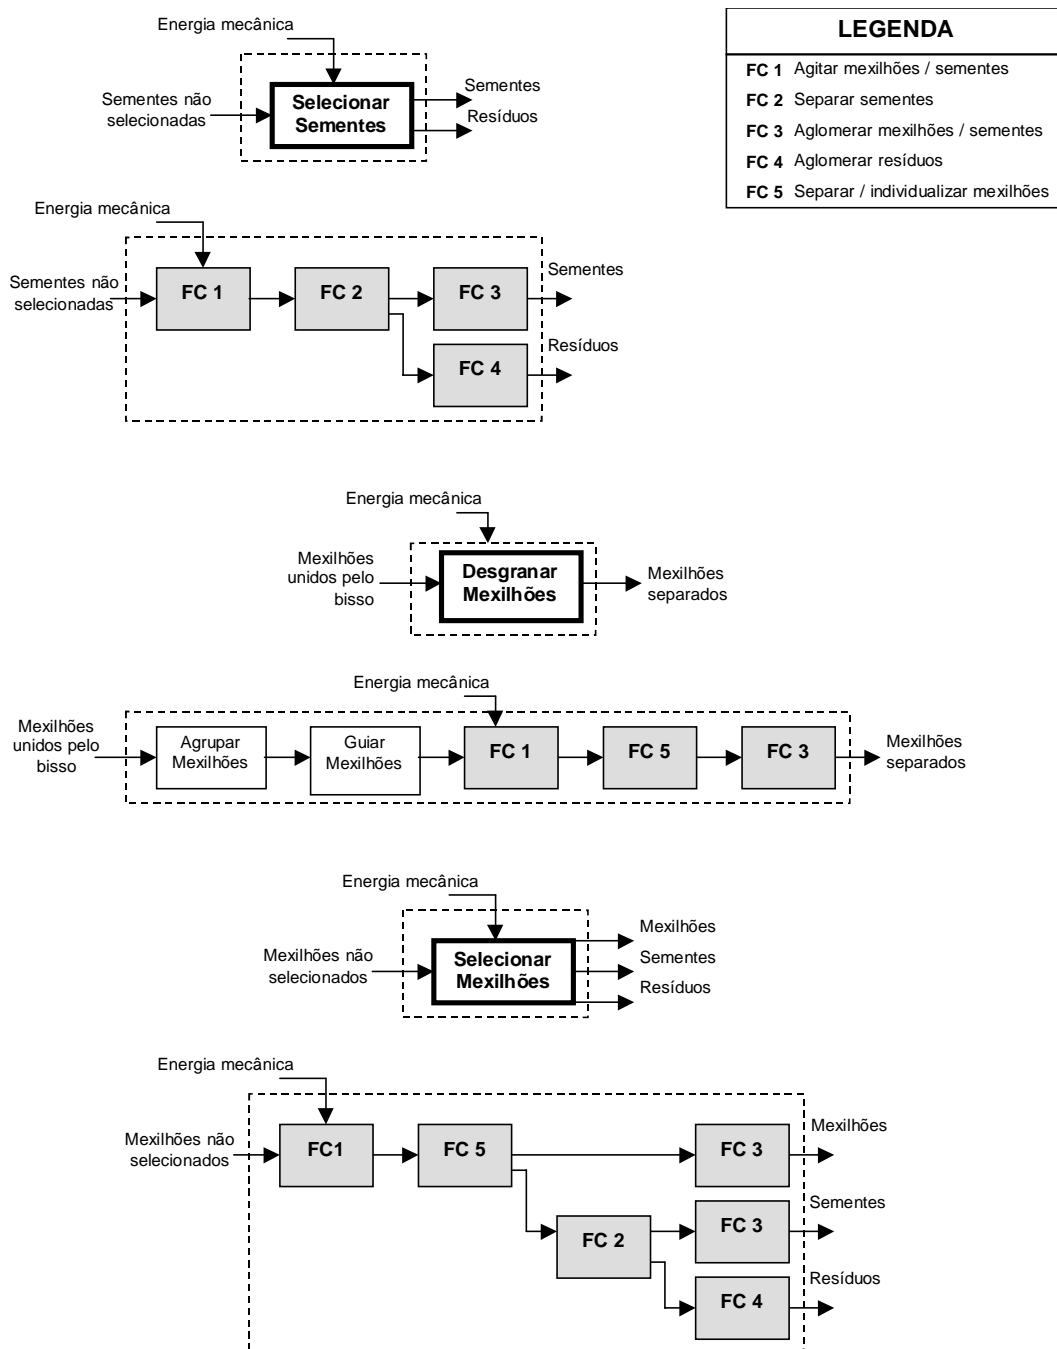 Energia mecânica
Sementes não
selecionadas
Selecionar
Sementes
Sementes
Resíduos
LEGENDA
FC 1 Agitar mexilhões / sementes
FC 2 Separar sementes
FC 3 Aglomerar mexilhões / sementes
FC 4 Aglomerar resíduos
FC 5 Separar / individualizar mexilhões
Energia mecânica
Sementes não
selecionadas
FC 1
FC 2
FC 3
Sementes
FC 4
Resíduos
Energia mecânica
Mexilhões
unidos pelo
bisso
Desgranar
Mexilhões
Mexilhões
separados
Energia mecânica
Mexilhões
unidos pelo
bisso
Agrupar
Mexilhões
Guiar
Mexilhões
FC 1
FC 5
FC 3
Mexilhões
separados
Energia mecânica
Mexilhões não
selecionados
Selecionar
Mexilhões
Mexilhões
Sementes
Resíduos
Energia mecânica
Mexilhões não
selecionados
FC1
FC 5
FC 3
Mexilhões
FC 2
FC 3
Sementes
FC 4
Resíduos